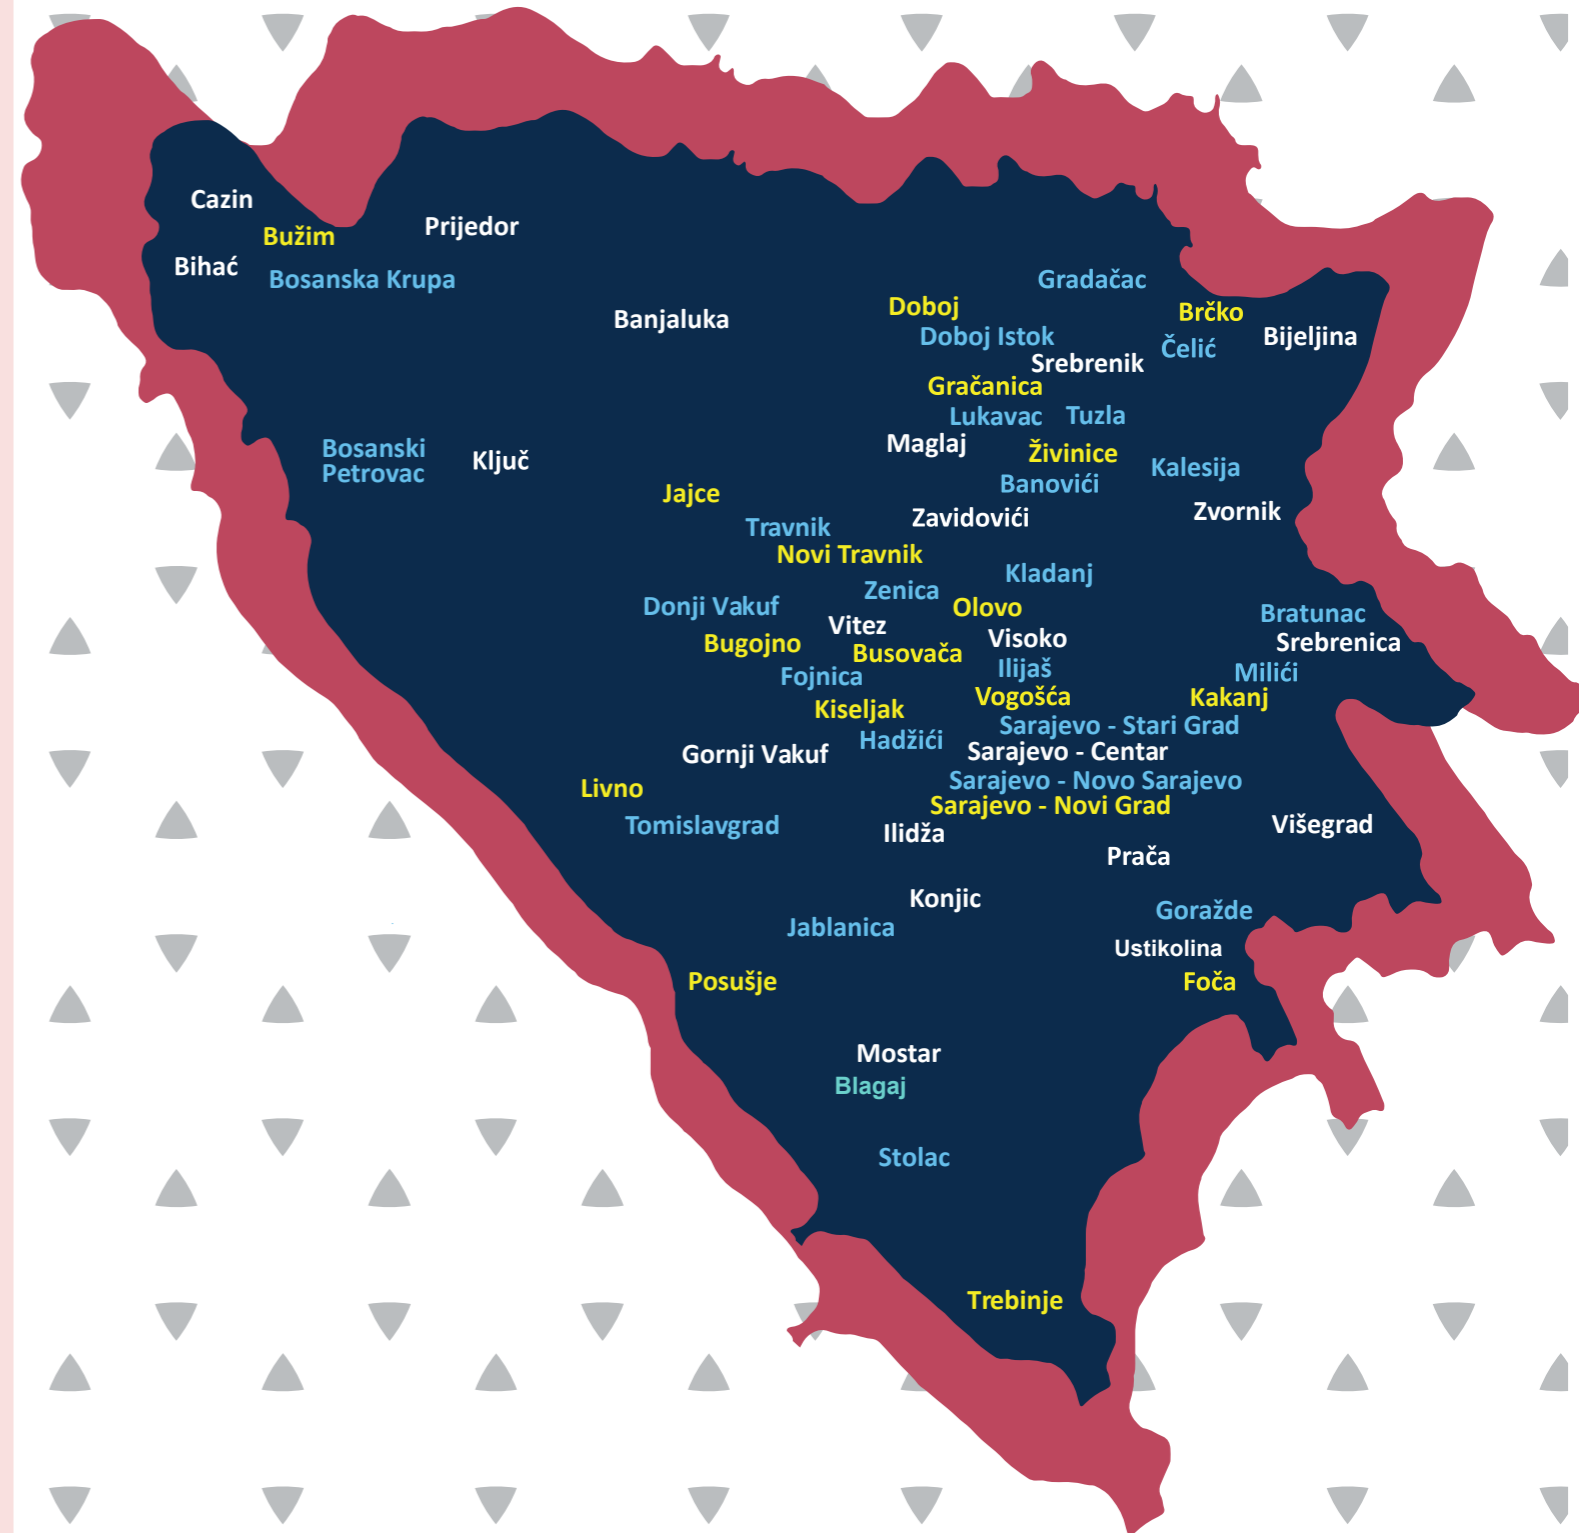 Cazin
Prijedor
Bužim
Bihać
Bosanska Krupa
Gradačac
Doboj
Brčko
Banjaluka
Doboj Istok
Bijeljina
Čelić
Srebrenik
Gračanica
Lukavac
Tuzla
Maglaj
Bosanski
Petrovac
Ključ
Živinice
Kalesija
Banovići
Jajce
Zvornik
Zavidovići
Travnik
Novi Travnik
Kladanj
Zenica
Donji Vakuf
Olovo
Bratunac
Vitez
Visoko
Srebrenica
Bugojno
Busovača
Ilijaš
Milići
Fojnica
Vogošća
Kakanj
Kiseljak
Sarajevo - Stari Grad
Hadžići
Sarajevo - Centar
Gornji Vakuf
Sarajevo - Novo Sarajevo
Livno
Sarajevo - Novi Grad
Tomislavgrad
Višegrad
Ilidža
Prača
Konjic
Goražde
Jablanica
Ustikolina
Posušje
Foča
Mostar
Blagaj
Stolac
Trebinje